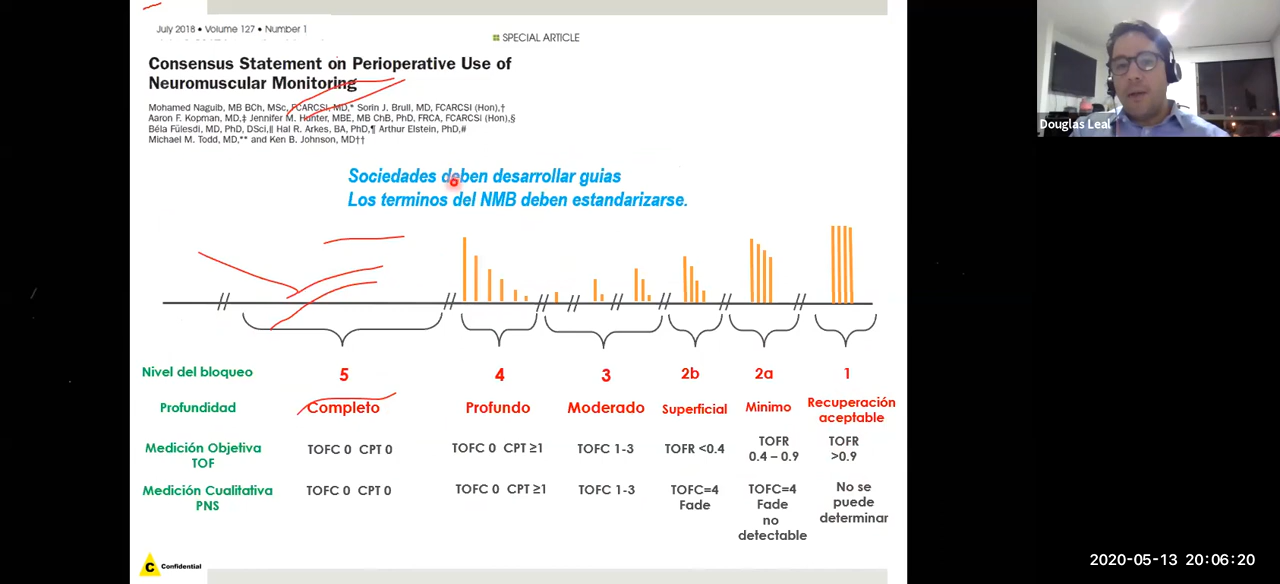 July 2018 • Volume 127 • Number 1
SPECIAL ARTICLE
Consensus Statement on Perioperative Use of
Neuromuscular Monitoring
Mohamed Naguib, MB BCh, MSc, FCARCSI, MD,* Sorin J. Brull, MD, FCARCSI (Hon),†
Aaron F. Kopman, MD,‡ Jennifer M. Hunter, MBE, MB ChB, PhD, FRCA, FCARCSI (Hon),§
Béla Fülesdi, MD, PhD, DSci,‖ Hal R. Arkes, BA, PhD,¶ Arthur Elstein, PhD,#
Michael M. Todd, MD,** and Ken B. Johnson, MD††
Douglas Leal
Sociedades deben desarrollar guias
Los terminos del NMB deben estandarizarse.
Nivel del bloqueo 5 4 3 2b 2a 1
Profundidad Completo Profundo Moderado Superficial Minimo Recuperación
aceptable
Medición Objetiva TOFC 0 CPT 0 TOFC 0 CPT ≥1 TOFC 1-3 TOFR <0.4 TOFR TOFR
TOF 0.4 – 0.9 >0.9
Medición Cualitativa TOFC 0 CPT 0 TOFC 0 CPT ≥1 TOFC 1-3 TOFC=4 TOFC=4 No se
PNS Fade Fade puede
no determinar
detectable
C Confidential
2020-05-13 20:06:20